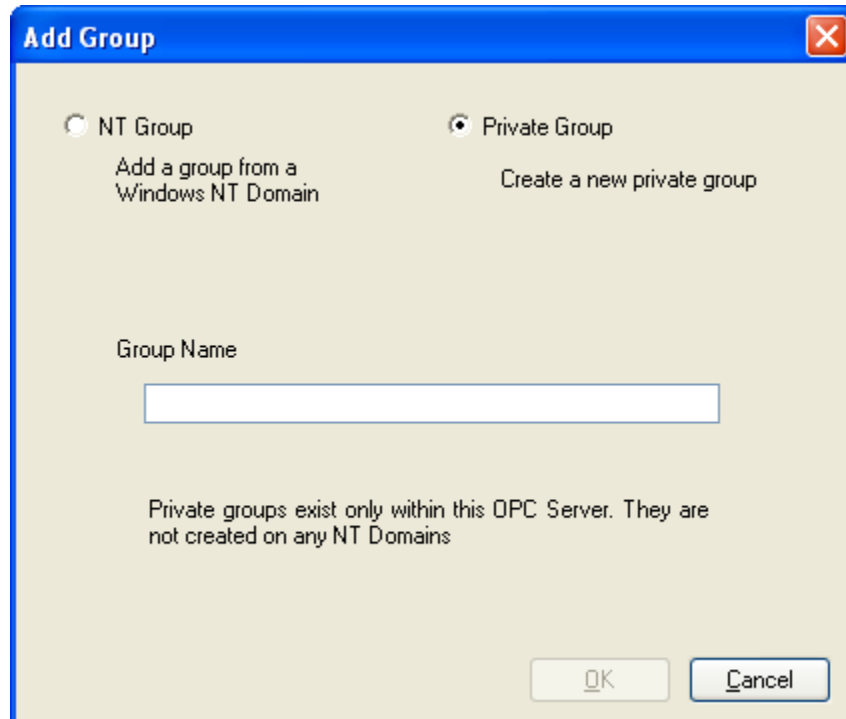 Add Group
NT Group
Private Group
Add a group from a
Windows NT Domain
Create a new private group
Group Name
Private groups exist only within this OPC Server. They are
not created on any NT Domains
OK
Cancel